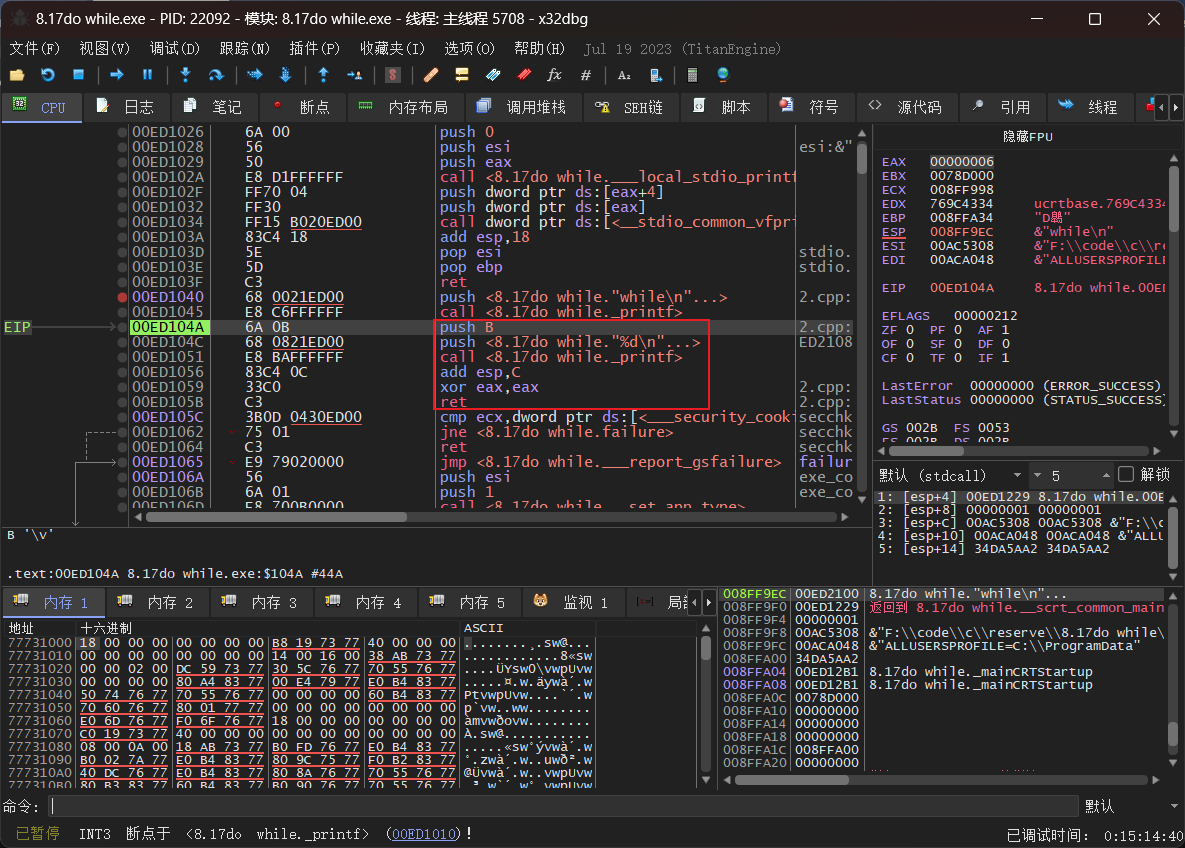 8.17do while.exe - PID: 22092 - 模块: 8.17do while.exe - 线程: 主线程 5708 - x32dbg
文件(F) 视图(V) 调试(D) 跟踪(N) 插件(P) 收藏夹(I) 选项(O) 帮助(H) Jul 19 2023 (TitanEngine)
CPU 日志 笔记 断点 内存布局 调用堆栈 SEH链 脚本 符号 源代码 引用 线程
00ED1026 6A 00 push 0
00ED1028 56 push esi esi:&"
00ED1029 50 push eax
00ED102A E8 D1FFFFFF call <8.17do while.___local_stdio_printf
00ED102F FF70 04 push dword ptr ds:[eax+4]
00ED1032 FF30 push dword ptr ds:[eax]
00ED1034 FF15 B020ED00 call dword ptr ds:[<__stdio_common_vfpri
00ED103A 83C4 18 add esp,18
00ED103D 5E pop esi stdio.
00ED103E 5D pop ebp stdio.
00ED103F C3 ret
00ED1040 68 0021ED00 push <8.17do while."while\n"...> 2.cpp:
00ED1045 E8 C6FFFFFF call <8.17do while._printf>
EIP 00ED104A 6A 0B push B 2.cpp:
00ED104C 68 0821ED00 push <8.17do while."%d\n"...> ED2108
00ED1051 E8 BAFFFFFF call <8.17do while._printf>
00ED1056 83C4 0C add esp,C
00ED1059 33C0 xor eax,eax 2.cpp:
00ED105B C3 ret 2.cpp:
00ED105C 3B0D 0430ED00 cmp ecx,dword ptr ds:[<___security_cooki secchk
00ED1062 75 01 jne <8.17do while.failure> secchk
00ED1064 C3 ret secchk
00ED1065 E9 79020000 jmp <8.17do while.___report_gsfailure> failur
00ED106A 56 push esi exe_co
00ED106B 6A 01 push 1 exe_co
00ED106D E8 700B0000 call <8.17do while.__set_app_type>
隐藏FPU
EAX 00000006
EBX 0078D000
ECX 008FF998
EDX 769C4334 ucrtbase.769C4334
EBP 008FFA34
ESP 008FF9EC &"while\n"
ESI 00AC5308 &"F:\\code\\c\\re
EDI 00ACA048 &"ALLUSERSPROFILE
EIP 00ED104A 8.17do while.00ED
EFLAGS 00000212
ZF 0 PF 0 AF 1
OF 0 SF 0 DF 0
CF 0 TF 0 IF 1
LastError 00000000 (ERROR_SUCCESS)
LastStatus 00000000 (STATUS_SUCCESS)
GS 002B FS 0053
ES 002B DS 002B
默认 (stdcall) 5 解锁
1: [esp+4] 00ED1229 8.17do while.00E
2: [esp+8] 00000001 00000001
3: [esp+C] 00AC5308 00AC5308 &"F:\\c
4: [esp+10] 00ACA048 00ACA048 &"ALLU
5: [esp+14] 34DA5AA2 34DA5AA2
B '\v'
.text:00ED104A 8.17do while.exe:$104A #44A
内存 1 内存 2 内存 3 内存 4 内存 5 监视 1 局部
地址 十六进制 ASCII
77731000 18 00 00 00 00 00 00 00 B8 19 73 77 40 00 00 00 ........¸.sw@...
77731010 00 00 00 00 00 00 00 00 14 00 16 00 38 AB 73 77 ............8«sw
77731020 00 00 02 00 DC 59 73 77 30 5C 76 77 70 55 76 77 ....ÜYsw0\vwpUvw
77731030 00 00 00 00 80 A4 83 77 00 E4 79 77 E0 B4 83 77
77731040 50 74 76 77 70 55 76 77 00 00 00 00 60 B4 83 77 PtvwpUvw....`´.w
77731050 70 60 76 77 80 01 77 77 00 00 00 00 00 00 00 00 p`vw..ww........
77731060 E0 6D 76 77 F0 6F 76 77 18 00 00 00 00 00 00 00 àmvwðovw........
77731070 C0 19 73 77 40 00 00 00 00 00 00 00 00 00 00 00 À.sw@...........
77731080 08 00 0A 00 18 AB 73 77 B0 FD 76 77 E0 B4 83 77 .....«sw°ývwà´.w
77731090 B0 02 7A 77 E0 B4 83 77 80 9C 75 77 F0 B2 83 77 °.zwà´.w..uwð².w
777310A0 40 DC 76 77 E0 B4 83 77 80 8A 76 77 70 55 76 77 @Üvwà´.w..vwpUvw
777310B0 80 B3 83 77 60 B4 83 77 B0 90 76 77 70 55 76 77
008FF9EC 00ED2100 8.17do while."while\n"...
008FF9F0 00ED1229 返回到 8.17do while.__scrt_common_main
008FF9F4 00000001
008FF9F8 00AC5308 &"F:\\code\\c\\reserve\\8.17do while\
008FF9FC 00ACA048 &"ALLUSERSPROFILE=C:\\ProgramData"
008FFA00 34DA5AA2
008FFA04 00ED12B1 8.17do while._mainCRTStartup
008FFA08 00ED12B1 8.17do while._mainCRTStartup
008FFA0C 0078D000
008FFA10 00000000
008FFA14 00000000
008FFA18 00000000
008FFA1C 008FFA00
008FFA20 00000000
命令: 默认
已暂停 INT3 断点于 <8.17do while._printf> (00ED1010)! 已调试时间: 0:15:14:40